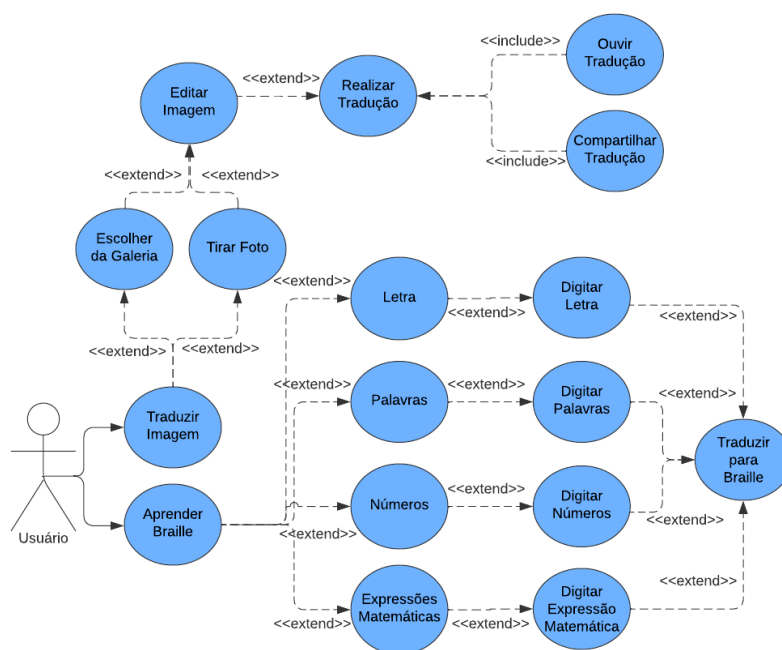 <<include>>
Ouvir
Tradução
Editar
Imagem
<<extend>>
Realizar
Tradução
Compartilhar
Tradução
<<include>>
<<extend>>
<<extend>>
Escolher
da Galeria
Tirar Foto
<<extend>>
Letra
<<extend>>
Digitar
Letra
<<extend>>
<<extend>>
<<extend>>
Traduzir
Imagem
<<extend>>
Palavras
<<extend>>
Digitar
Palavras
<<extend>>
Traduzir
para
Braille
Usuário
Aprender
Braille
<<extend>>
Números
<<extend>>
Digitar
Números
<<extend>>
<<extend>>
Expressões
Matemáticas
<<extend>>
<<extend>>
Digitar
Expressão
Matemática
<<extend>>